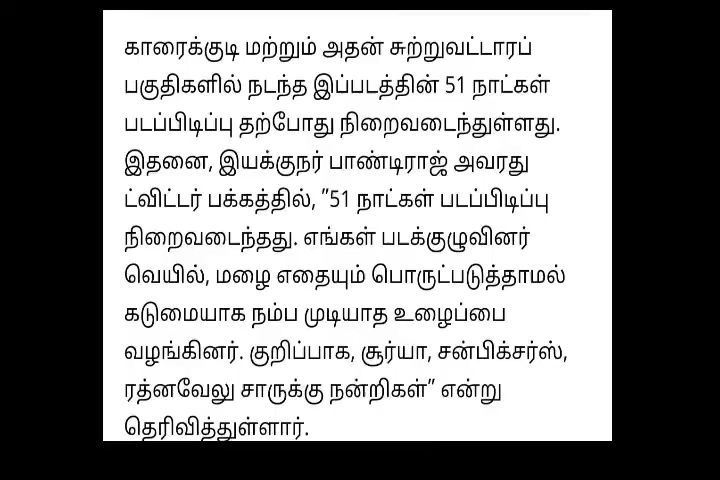 காரைக்குடி மற்றும் அதன் சுற்றுவட்டாரப்
பகுதிகளில் நடந்த இப்படத்தின் 51 நாட்கள்
படப்பிடிப்பு தற்போது நிறைவடைந்துள்ளது.
இதனை, இயக்குநர் பாண்டிராஜ் அவரது
ட்விட்டர் பக்கத்தில், ”51 நாட்கள் படப்பிடிப்பு
நிறைவடைந்தது. எங்கள் படக்குழுவினர்
வெயில், மழை எதையும் பொருட்படுத்தாமல்
கடுமையாக நம்ப முடியாத உழைப்பை
வழங்கினர். குறிப்பாக, சூர்யா, சன்பிக்சர்ஸ்,
ரத்னவேலு சாருக்கு நன்றிகள்” என்று
தெரிவித்துள்ளார்.